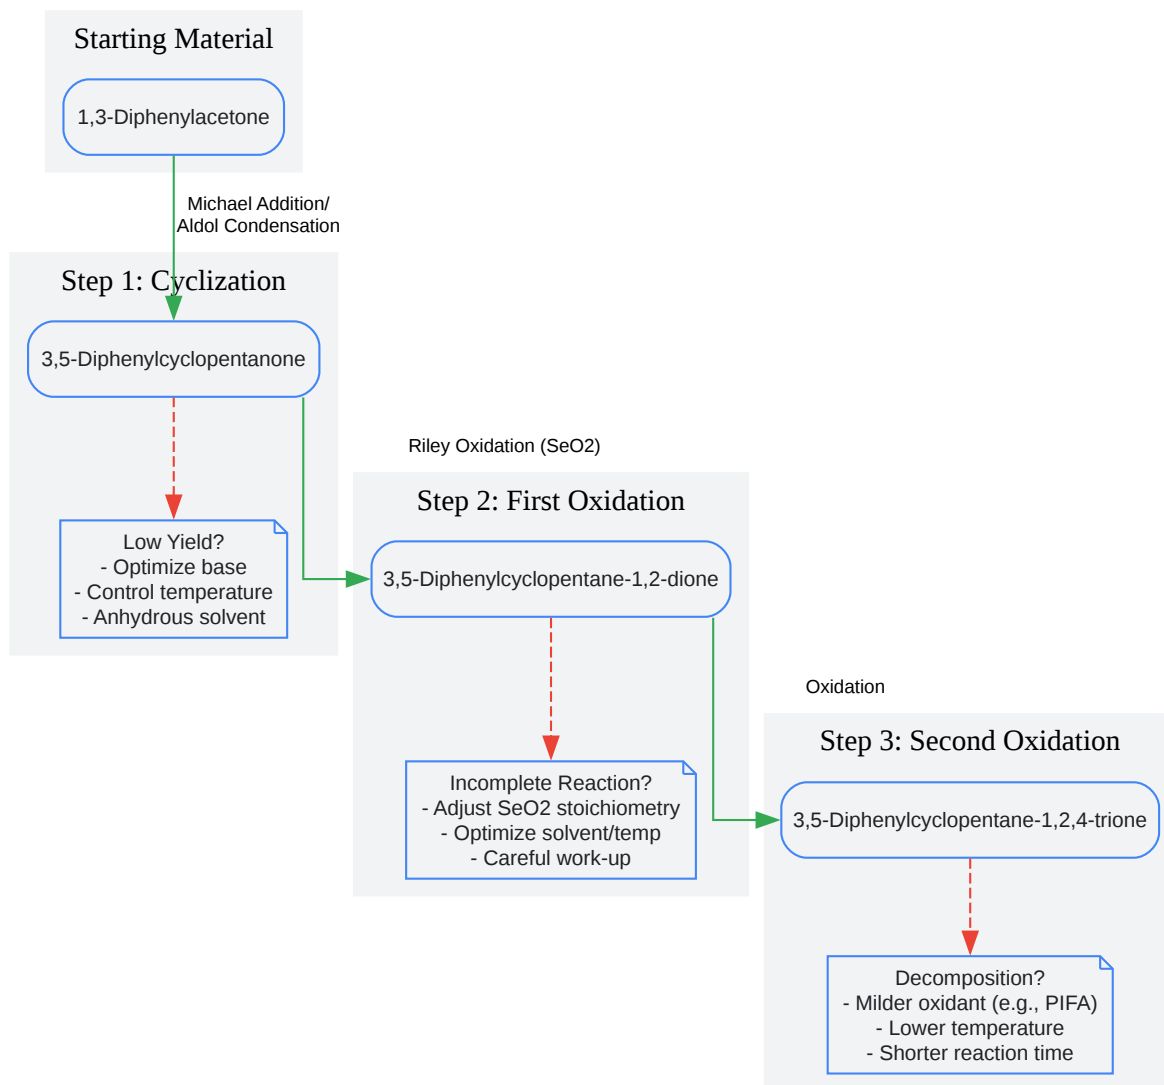 Starting Material
1,3-Diphenylacetone
Michael Addition/
Aldol Condensation
Step 1: Cyclization
3,5-Diphenylcyclopentanone
Low Yield?
- Optimize base
- Control temperature
- Anhydrous solvent
Riley Oxidation (SeO2)
Step 2: First Oxidation
3,5-Diphenylcyclopentane-1,2-dione
Incomplete Reaction?
- Adjust SeO2 stoichiometry
- Optimize solvent/temp
- Careful work-up
Oxidation
Step 3: Second Oxidation
3,5-Diphenylcyclopentane-1,2,4-trione
Decomposition?
- Milder oxidant (e.g., PIFA)
- Lower temperature
- Shorter reaction time